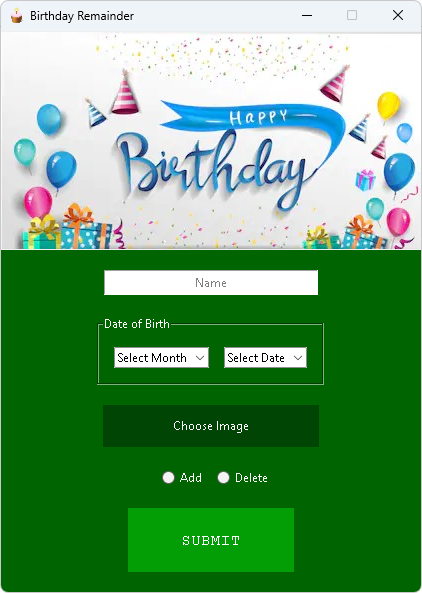 Birthday Remainder
Happy
Birthday
Name
Date of Birth
Select Month Select Date
Choose Image
Add Delete
SUBMIT